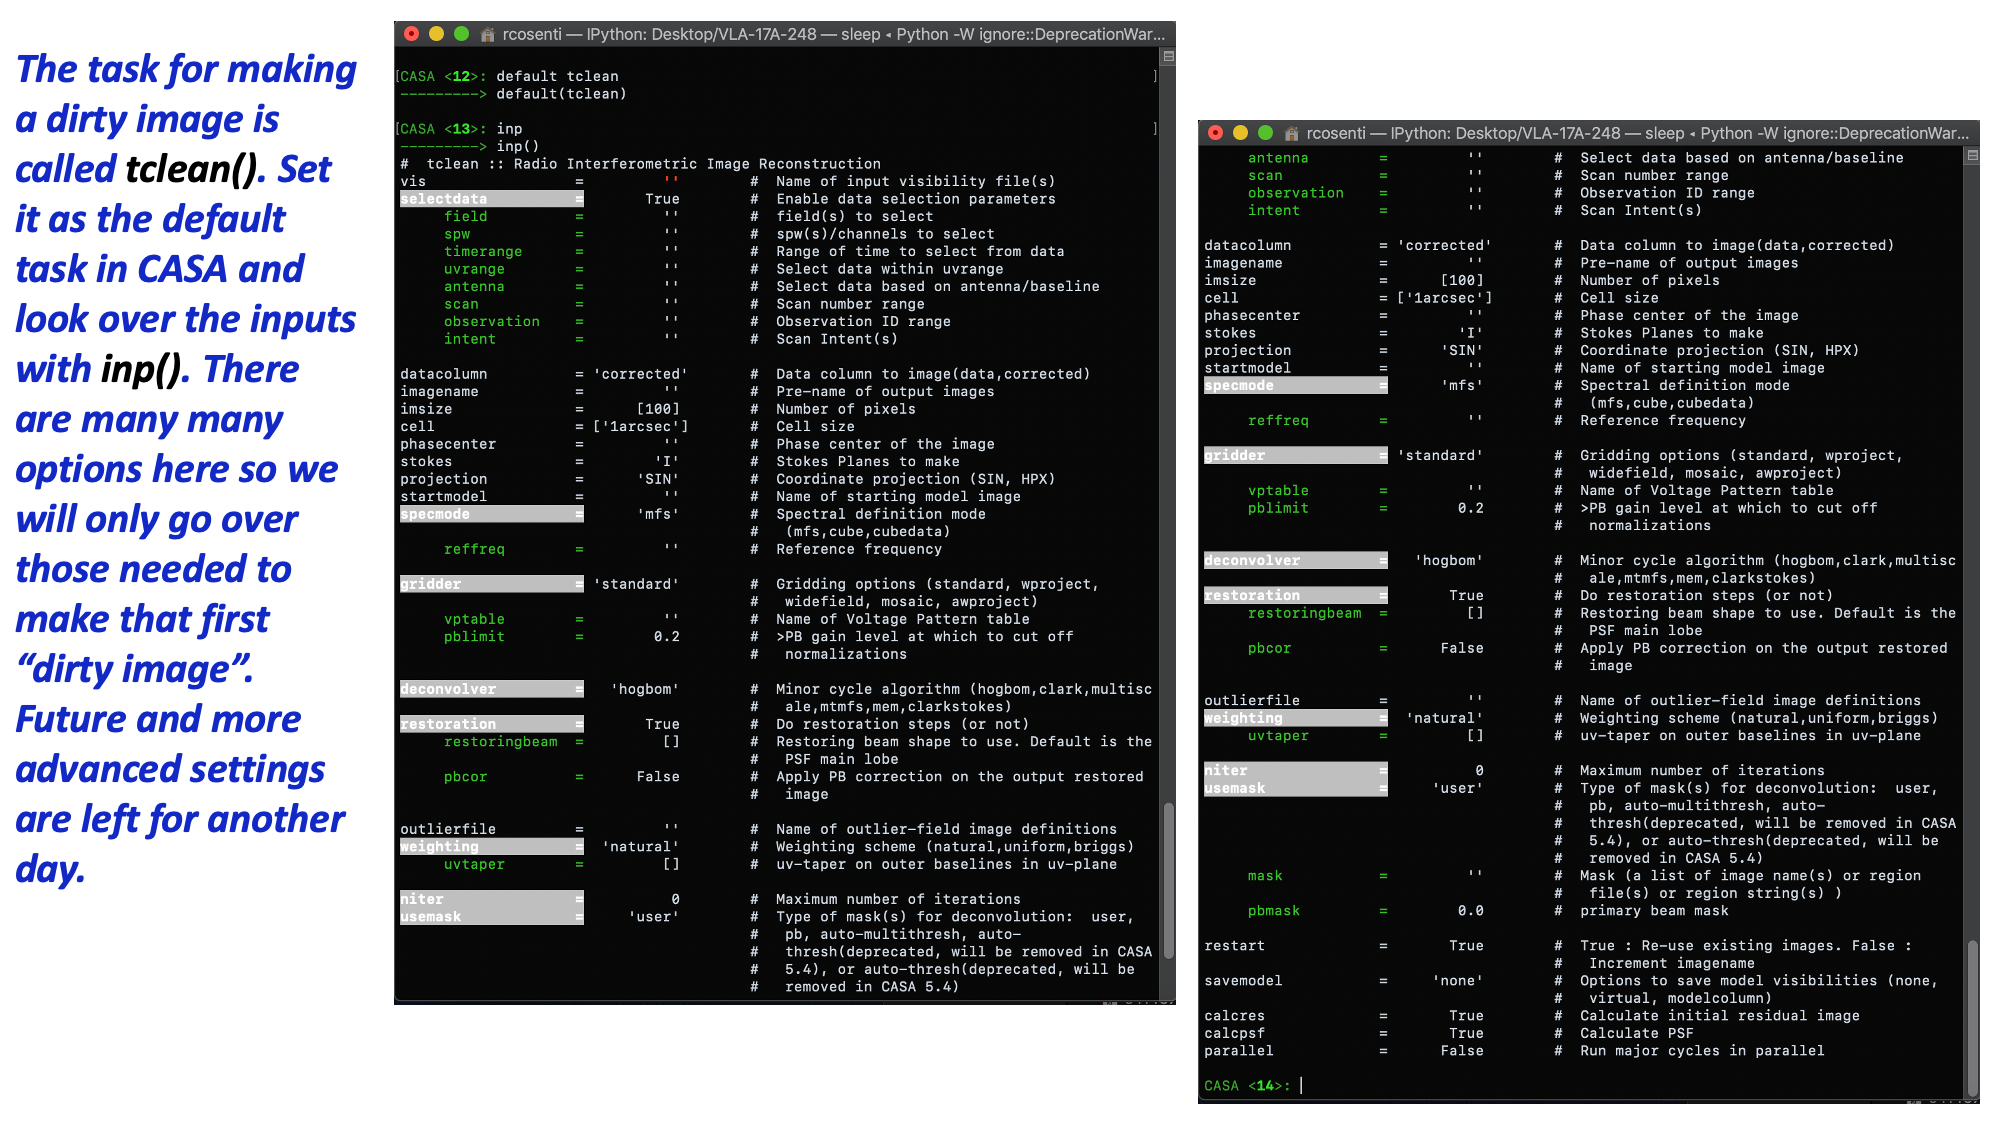 The task for making
a dirty image is
called tclean(). Set
it as the default
task in CASA and
look over the inputs
with inp(). There
are many many
options here so we
will only go over
those needed to
make that first
“dirty image”.
Future and more
advanced settings
are left for another
day.
rcosenti — IPython: Desktop/VLA-17A-248 — sleep ◂ Python -W ignore::DeprecationWar...
[CASA <12>: default tclean ]
---------> default(tclean)
[CASA <13>: inp ]
---------> inp()
# tclean :: Radio Interferometric Image Reconstruction
vis = '' # Name of input visibility file(s)
selectdata = True # Enable data selection parameters
field = '' # field(s) to select
spw = '' # spw(s)/channels to select
timerange = '' # Range of time to select from data
uvrange = '' # Select data within uvrange
antenna = '' # Select data based on antenna/baseline
scan = '' # Scan number range
observation = '' # Observation ID range
intent = '' # Scan Intent(s)
datacolumn = 'corrected' # Data column to image(data,corrected)
imagename = '' # Pre-name of output images
imsize = [100] # Number of pixels
cell = ['1arcsec'] # Cell size
phasecenter = '' # Phase center of the image
stokes = 'I' # Stokes Planes to make
projection = 'SIN' # Coordinate projection (SIN, HPX)
startmodel = '' # Name of starting model image
specmode = 'mfs' # Spectral definition mode
# (mfs,cube,cubedata)
reffreq = '' # Reference frequency
gridder = 'standard' # Gridding options (standard, wproject,
# widefield, mosaic, awproject)
vptable = '' # Name of Voltage Pattern table
pblimit = 0.2 # >PB gain level at which to cut off
# normalizations
deconvolver = 'hogbom' # Minor cycle algorithm (hogbom,clark,multisc
# ale,mtmfs,mem,clarkstokes)
restoration = True # Do restoration steps (or not)
restoringbeam = [] # Restoring beam shape to use. Default is the
# PSF main lobe
pbcor = False # Apply PB correction on the output restored
# image
outlierfile = '' # Name of outlier-field image definitions
weighting = 'natural' # Weighting scheme (natural,uniform,briggs)
uvtaper = [] # uv-taper on outer baselines in uv-plane
niter = 0 # Maximum number of iterations
usemask = 'user' # Type of mask(s) for deconvolution: user,
# pb, auto-multithresh, auto-
# thresh(deprecated, will be removed in CASA
# 5.4), or auto-thresh(deprecated, will be
# removed in CASA 5.4)
rcosenti — IPython: Desktop/VLA-17A-248 — sleep ◂ Python -W ignore::DeprecationWar...
antenna = '' # Select data based on antenna/baseline
scan = '' # Scan number range
observation = '' # Observation ID range
intent = '' # Scan Intent(s)
datacolumn = 'corrected' # Data column to image(data,corrected)
imagename = '' # Pre-name of output images
imsize = [100] # Number of pixels
cell = ['1arcsec'] # Cell size
phasecenter = '' # Phase center of the image
stokes = 'I' # Stokes Planes to make
projection = 'SIN' # Coordinate projection (SIN, HPX)
startmodel = '' # Name of starting model image
specmode = 'mfs' # Spectral definition mode
# (mfs,cube,cubedata)
reffreq = '' # Reference frequency
gridder = 'standard' # Gridding options (standard, wproject,
# widefield, mosaic, awproject)
vptable = '' # Name of Voltage Pattern table
pblimit = 0.2 # >PB gain level at which to cut off
# normalizations
deconvolver = 'hogbom' # Minor cycle algorithm (hogbom,clark,multisc
# ale,mtmfs,mem,clarkstokes)
restoration = True # Do restoration steps (or not)
restoringbeam = [] # Restoring beam shape to use. Default is the
# PSF main lobe
pbcor = False # Apply PB correction on the output restored
# image
outlierfile = '' # Name of outlier-field image definitions
weighting = 'natural' # Weighting scheme (natural,uniform,briggs)
uvtaper = [] # uv-taper on outer baselines in uv-plane
niter = 0 # Maximum number of iterations
usemask = 'user' # Type of mask(s) for deconvolution: user,
# pb, auto-multithresh, auto-
# thresh(deprecated, will be removed in CASA
# 5.4), or auto-thresh(deprecated, will be
# removed in CASA 5.4)
mask = '' # Mask (a list of image name(s) or region
# file(s) or region string(s) )
pbmask = 0.0 # primary beam mask
restart = True # True : Re-use existing images. False :
# Increment imagename
savemodel = 'none' # Options to save model visibilities (none,
# virtual, modelcolumn)
calcres = True # Calculate initial residual image
calcpsf = True # Calculate PSF
parallel = False # Run major cycles in parallel
CASA <14>: